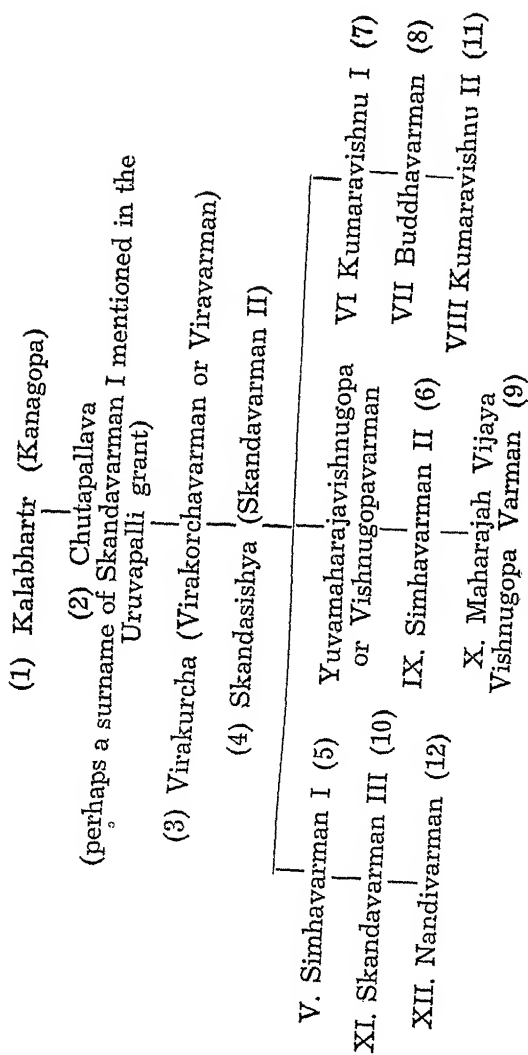 (1) Kalabhartr (Kanagopa)
(2) Chutapallava
(perhaps a surname of Skandavarman I mentioned in the
Uruvapalli grant)
(3) Virakurcha (Virakorchavarman or Viravarman)
(4) Skandasishya (Skandavarman II)
V. Simhavarman I (5)
XI. Skandavarman III (10)
XII. Nandivarman (12)
Yuvamaharajavishnugopa
or Vishnugopavarman
IX. Simhavarman II (6)
X. Maharajah Vijaya
Vishnugopa Varman (9)
VI Kumaravishnu I (7)
VII Buddhavarman (8)
VIII Kumaravishnu II (11)